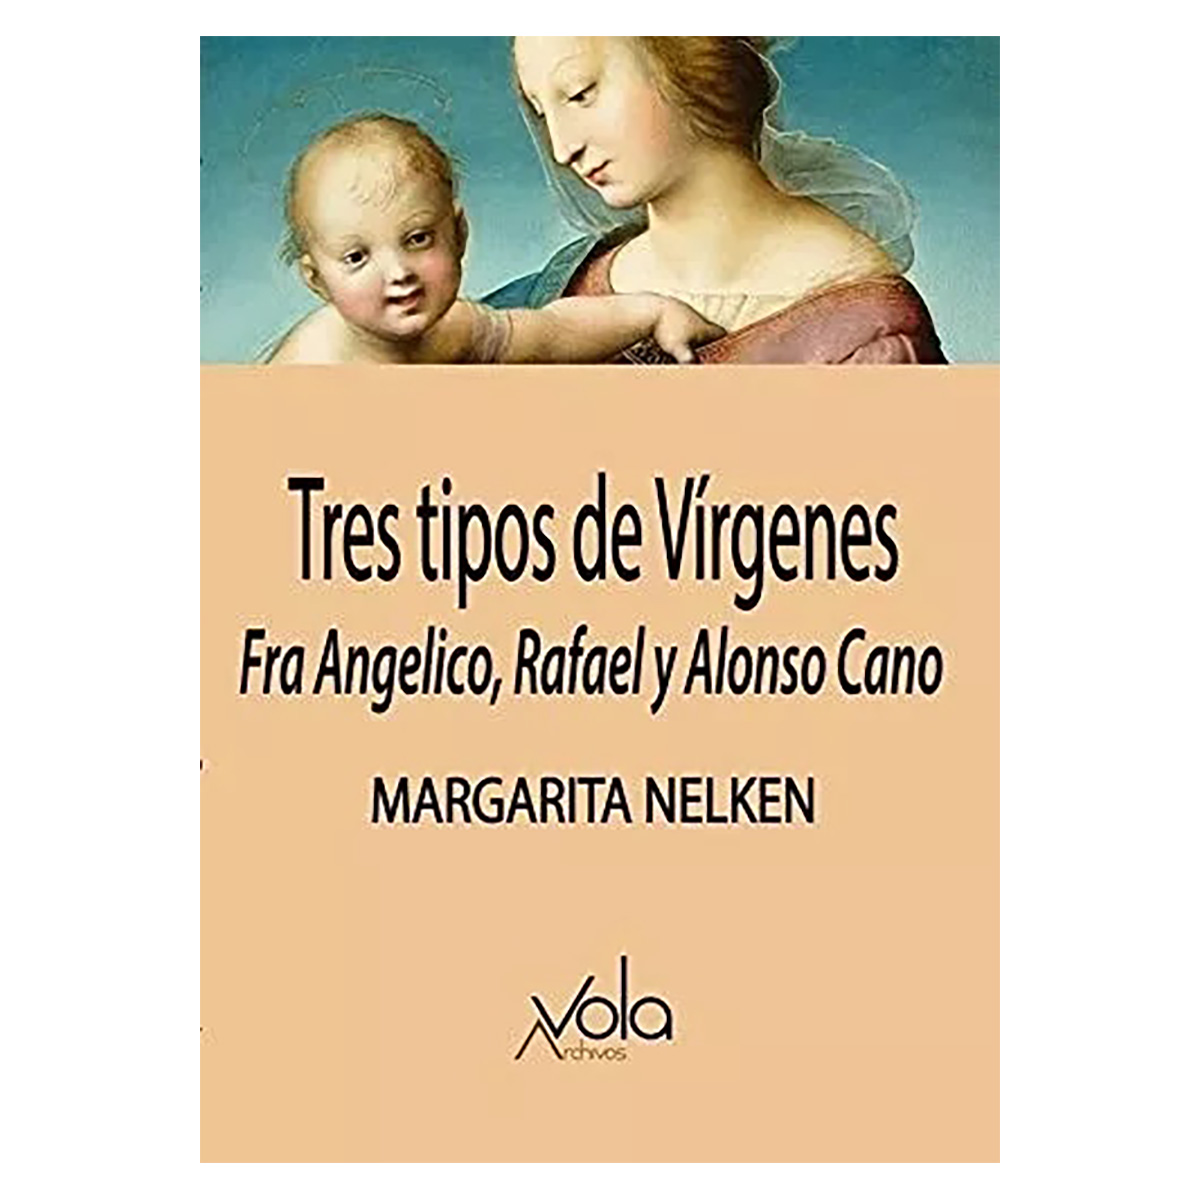 Tres tipos de Vírgenes
Fra Angelico, Rafael y Alonso Cano
MARGARITA NELKEN
Vola
Archivos